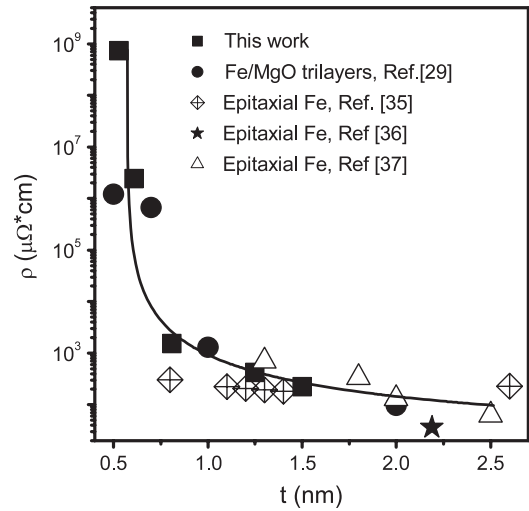 10⁹
10⁷
10⁵
10³
ρ (μΩ*cm)
This work
Fe/MgO trilayers, Ref.[29]
Epitaxial Fe, Ref. [35]
Epitaxial Fe, Ref [36]
Epitaxial Fe, Ref [37]
0.5 1.0 1.5 2.0 2.5
t (nm)